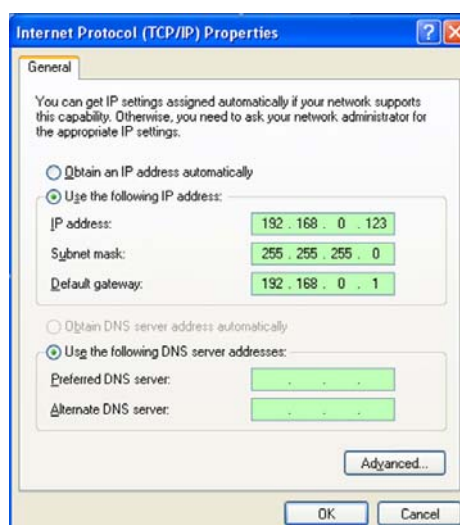 Internet Protocol (TCP/IP) Properties
General
You can get IP settings assigned automatically if your network supports
this capability. Otherwise, you need to ask your network administrator for
the appropriate IP settings.
Obtain an IP address automatically
Use the following IP address:
IP address: 192 . 168 . 0 . 123
Subnet mask: 255 . 255 . 255 . 0
Default gateway: 192 . 168 . 0 . 1
Obtain DNS server address automatically
Use the following DNS server addresses:
Preferred DNS server: . . .
Alternate DNS server: . . .
Advanced...
OK Cancel